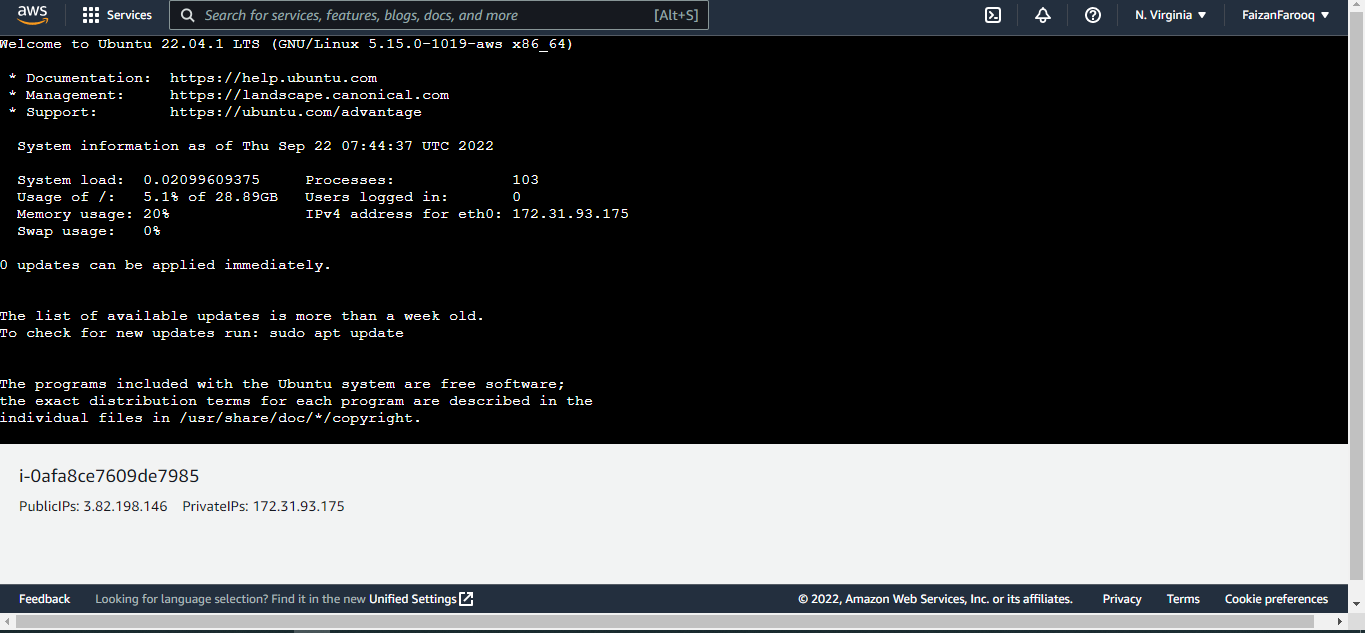 aws
Services
Search for services, features, blogs, docs, and more [Alt+S]
N. Virginia ▼
FaizanFarooq ▼
Welcome to Ubuntu 22.04.1 LTS (GNU/Linux 5.15.0-1019-aws x86_64)
* Documentation: https://help.ubuntu.com
* Management: https://landscape.canonical.com
* Support: https://ubuntu.com/advantage
System information as of Thu Sep 22 07:44:37 UTC 2022
System load: 0.02099609375 Processes: 103
Usage of /: 5.1% of 28.89GB Users logged in: 0
Memory usage: 20% IPv4 address for eth0: 172.31.93.175
Swap usage: 0%
0 updates can be applied immediately.
The list of available updates is more than a week old.
To check for new updates run: sudo apt update
The programs included with the Ubuntu system are free software;
the exact distribution terms for each program are described in the
individual files in /usr/share/doc/*/copyright.
i-0afa8ce7609de7985
PublicIPs: 3.82.198.146 PrivateIPs: 172.31.93.175
Feedback Looking for language selection? Find it in the new Unified Settings © 2022, Amazon Web Services, Inc. or its affiliates. Privacy Terms Cookie preferences